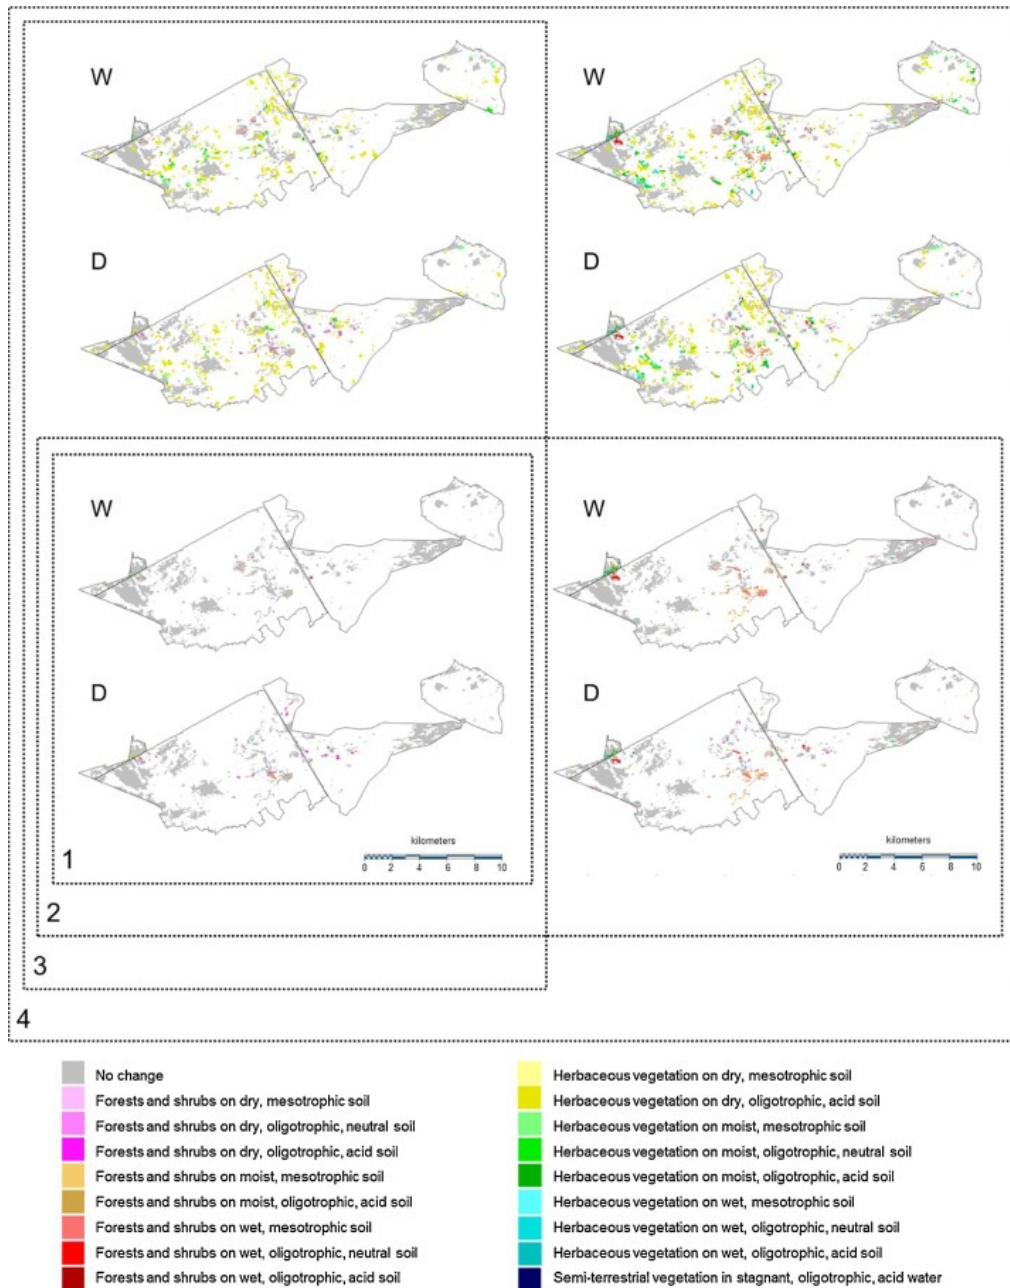 W
W
D
D
W
W
D
D
kilometers
0 2 4 6 8 10
kilometers
0 2 4 6 8 10
1
2
3
4
No change
Forests and shrubs on dry, mesotrophic soil
Forests and shrubs on dry, oligotrophic, neutral soil
Forests and shrubs on dry, oligotrophic, acid soil
Forests and shrubs on moist, mesotrophic soil
Forests and shrubs on moist, oligotrophic, acid soil
Forests and shrubs on wet, mesotrophic soil
Forests and shrubs on wet, oligotrophic, neutral soil
Forests and shrubs on wet, oligotrophic, acid soil
Herbaceous vegetation on dry, mesotrophic soil
Herbaceous vegetation on dry, oligotrophic, acid soil
Herbaceous vegetation on moist, mesotrophic soil
Herbaceous vegetation on moist, oligotrophic, neutral soil
Herbaceous vegetation on moist, oligotrophic, acid soil
Herbaceous vegetation on wet, mesotrophic soil
Herbaceous vegetation on wet, oligotrophic, neutral soil
Herbaceous vegetation on wet, oligotrophic, acid soil
Semi-terrestrial vegetation in stagnant, oligotrophic, acid water